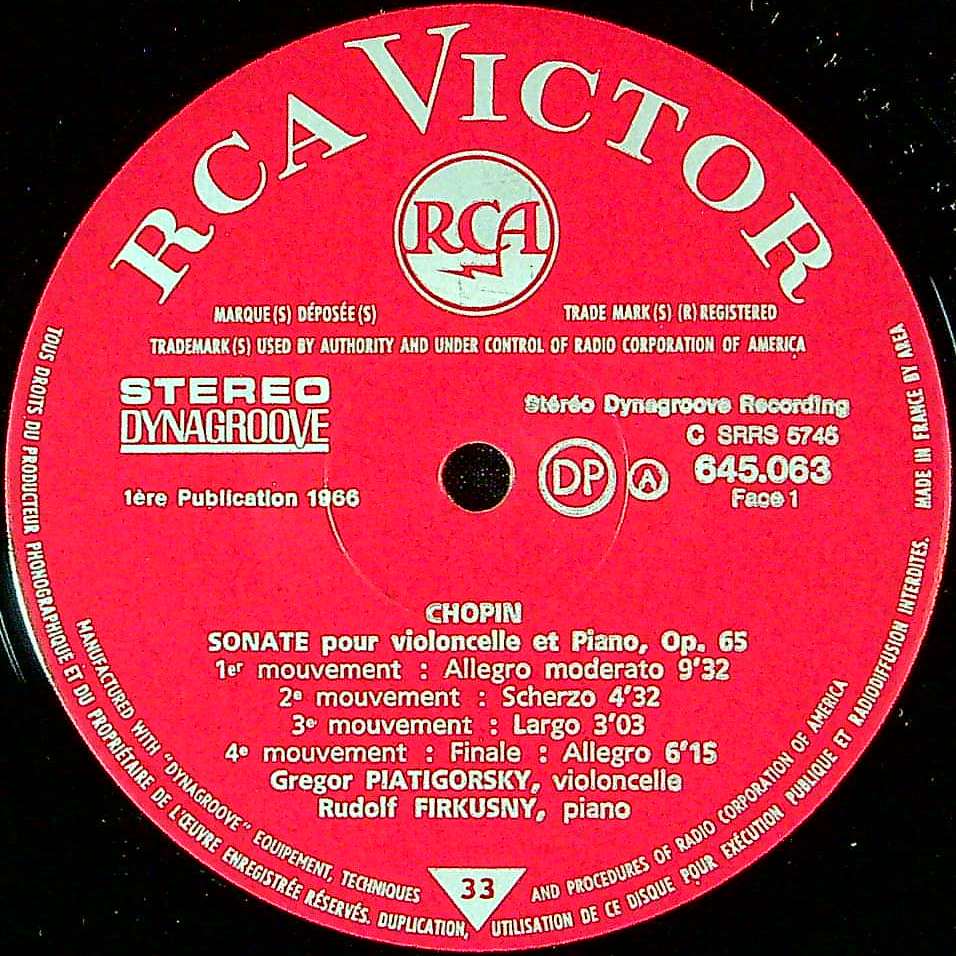 RCA VICTOR
RCA
MARQUE(S) DÉPOSÉE(S)
TRADE MARK(S) (R) REGISTERED
TRADEMARK(S) USED BY AUTHORITY AND UNDER CONTROL OF RADIO CORPORATION OF AMERICA
STEREO
DYNAGROOVE
1ère Publication 1966
Stéréo Dynagroove Recording
C SRRS 5745
DP
A
645.063
Face 1
CHOPIN
SONATE pour violoncelle et Piano, Op. 65
1er mouvement : Allegro moderato 9'32
2e mouvement : Scherzo 4'32
3e mouvement : Largo 3'03
4e mouvement : Finale : Allegro 6'15
Gregor PIATIGORSKY, violoncelle
Rudolf FIRKUSNY, piano
33
MANUFACTURED WITH "DYNAGROOVE" EQUIPEMENT, TECHNIQUES AND PROCEDURES OF RADIO CORPORATION OF AMERICA
TOUS DROITS DU PRODUCTEUR PHONOGRAPHIQUE ET DU PROPRIÉTAIRE DE L'ŒUVRE ENREGISTRÉE RÉSERVÉS. DUPLICATION, UTILISATION DE CE DISQUE POUR EXÉCUTION PUBLIQUE ET RADIODIFFUSION INTERDITES. MADE IN FRANCE BY AREA